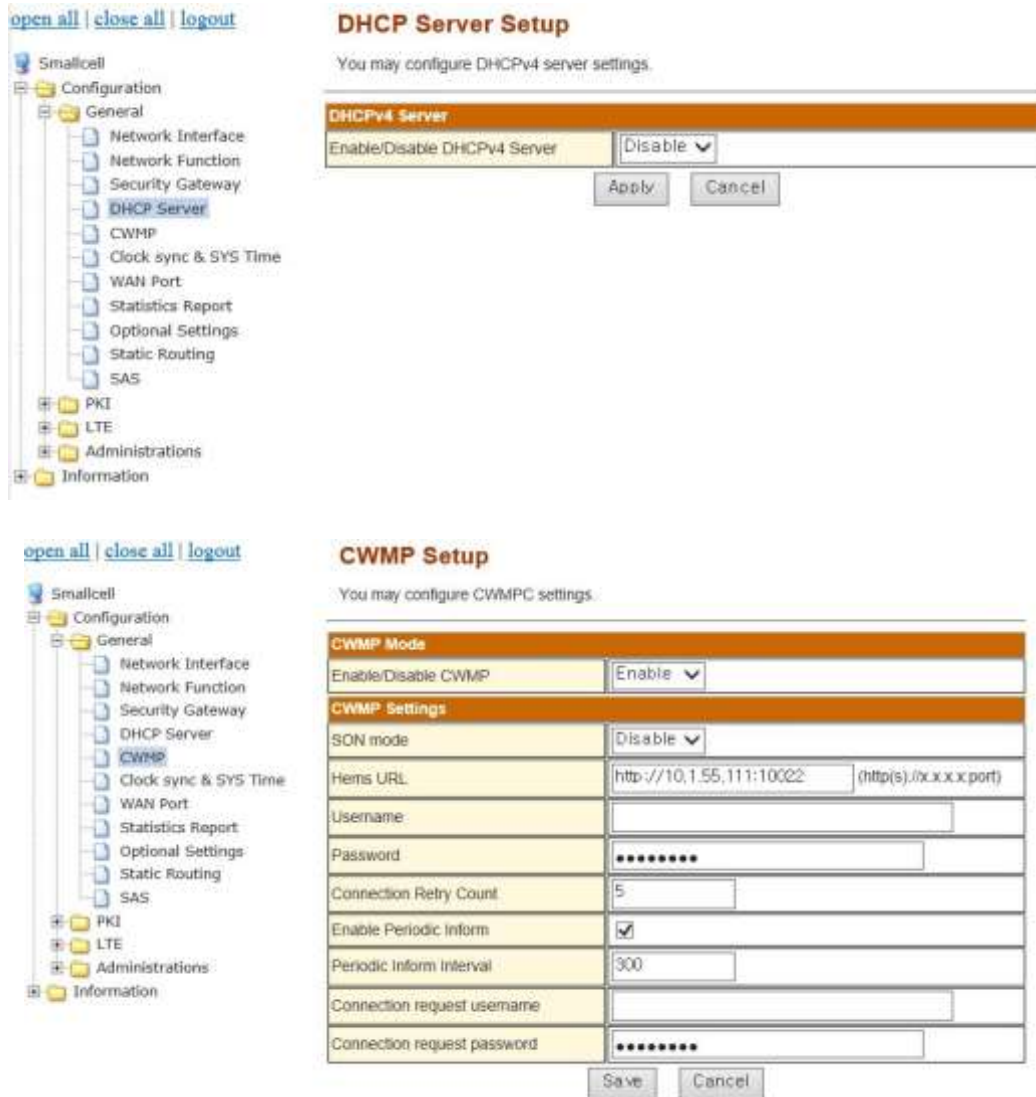 open all | close all | logout
Smallcell
Configuration
General
Network Interface
Network Function
Security Gateway
DHCP Server
CWMP
Clock sync & SYS Time
WAN Port
Statistics Report
Optional Settings
Static Routing
SAS
PKI
LTE
Administrations
Information
DHCP Server Setup
You may configure DHCPv4 server settings.
DHCPv4 Server
Enable/Disable DHCPv4 Server Disable
Apply Cancel
open all | close all | logout
Smallcell
Configuration
General
Network Interface
Network Function
Security Gateway
DHCP Server
CWMP
Clock sync & SYS Time
WAN Port
Statistics Report
Optional Settings
Static Routing
SAS
PKI
LTE
Administrations
Information
CWMP Setup
You may configure CWMPC settings.
CWMP Mode
Enable/Disable CWMP Enable
CWMP Settings
SON mode Disable
Hems URL http://10.1.55.111:10022 (http(s)://x.x.x.x:port)
Username
Password ●●●●●●●●
Connection Retry Count 5
Enable Periodic Inform
Periodic Inform Interval 300
Connection request username
Connection request password ●●●●●●●●
Save Cancel